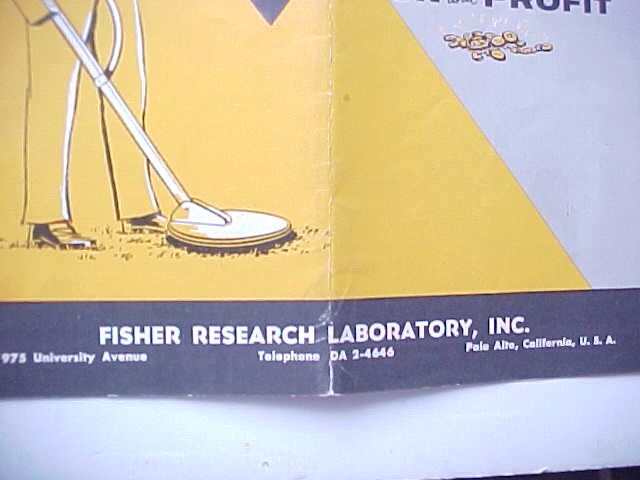 PROFIT
FISHER RESEARCH LABORATORY, INC.
975 University Avenue Telephone DA 2-4646 Palo Alto, California, U. S. A.